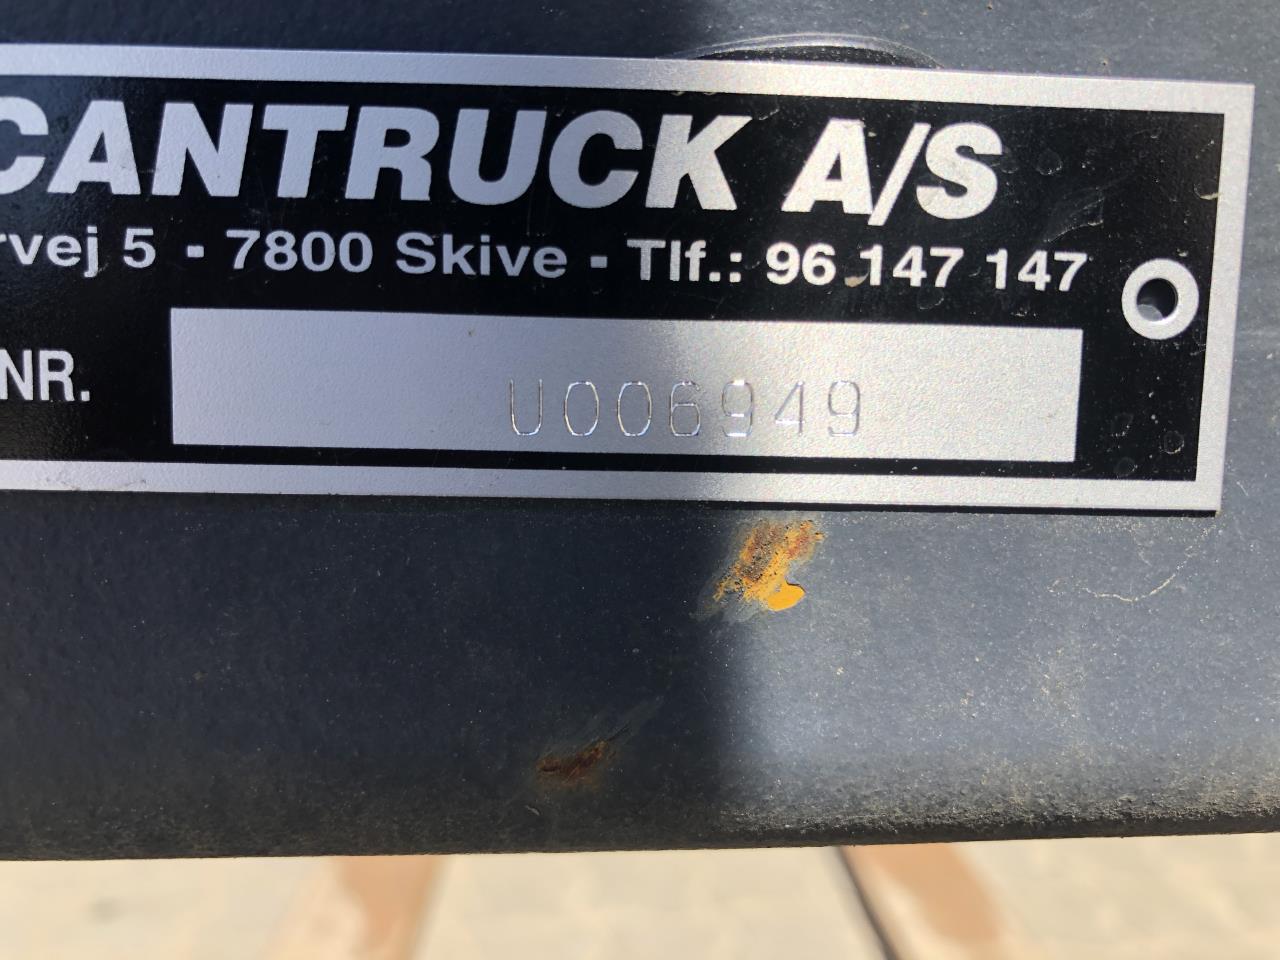 CANTRUCK A/S
rvej 5 - 7800 Skive - Tlf.: 96 147 147
NR.
U006949